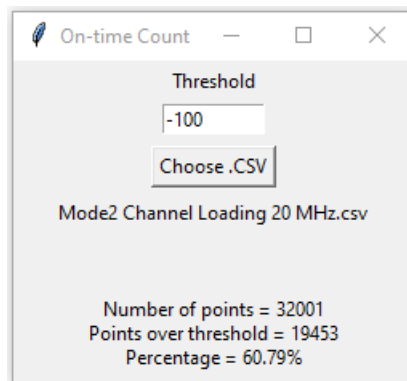 On-time Count
Threshold
-100
Choose .CSV
Mode2 Channel Loading 20 MHz.csv
Number of points = 32001
Points over threshold = 19453
Percentage = 60.79%